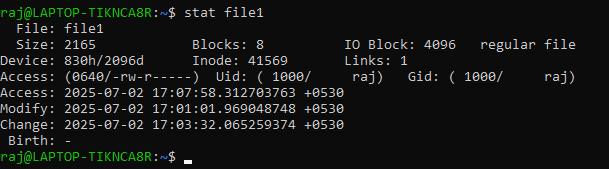 raj@LAPTOP-TIKNCA8R:~$ stat file1
  File: file1
  Size: 2165            Blocks: 8          IO Block: 4096   regular file
Device: 830h/2096d      Inode: 41569       Links: 1
Access: (0640/-rw-r-----)  Uid: ( 1000/     raj)   Gid: ( 1000/     raj)
Access: 2025-07-02 17:07:58.312703763 +0530
Modify: 2025-07-02 17:01:01.969048748 +0530
Change: 2025-07-02 17:03:32.065259374 +0530
 Birth: -
raj@LAPTOP-TIKNCA8R:~$